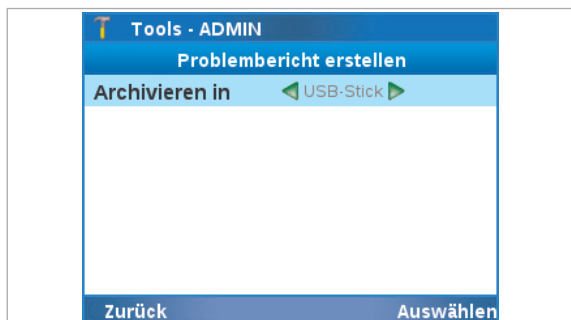 Tools - ADMIN
Problembericht erstellen
Archivieren in USB-Stick
Zurück Auswählen